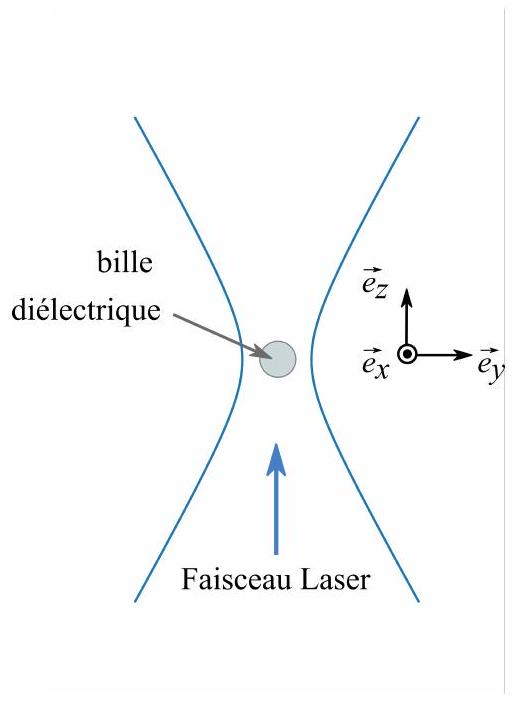 bille
diélectrique
e⃗z
e⃗x
e⃗y
Faisceau Laser